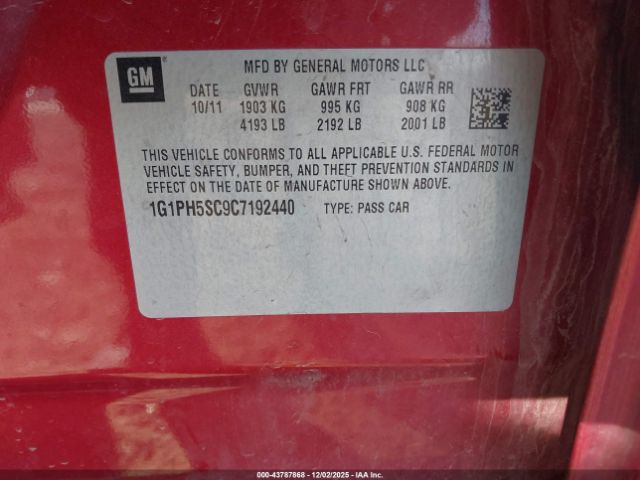 GM
MFD BY GENERAL MOTORS LLC
DATE GVWR GAWR FRT GAWR RR
10/11 1903 KG 995 KG 908 KG
4193 LB 2192 LB 2001 LB
THIS VEHICLE CONFORMS TO ALL APPLICABLE U.S. FEDERAL MOTOR
VEHICLE SAFETY, BUMPER, AND THEFT PREVENTION STANDARDS IN
EFFECT ON THE DATE OF MANUFACTURE SHOWN ABOVE.
1G1PH5SC9C7192440 TYPE: PASS CAR
000-43787868 • 12/02/2025 • IAA Inc.